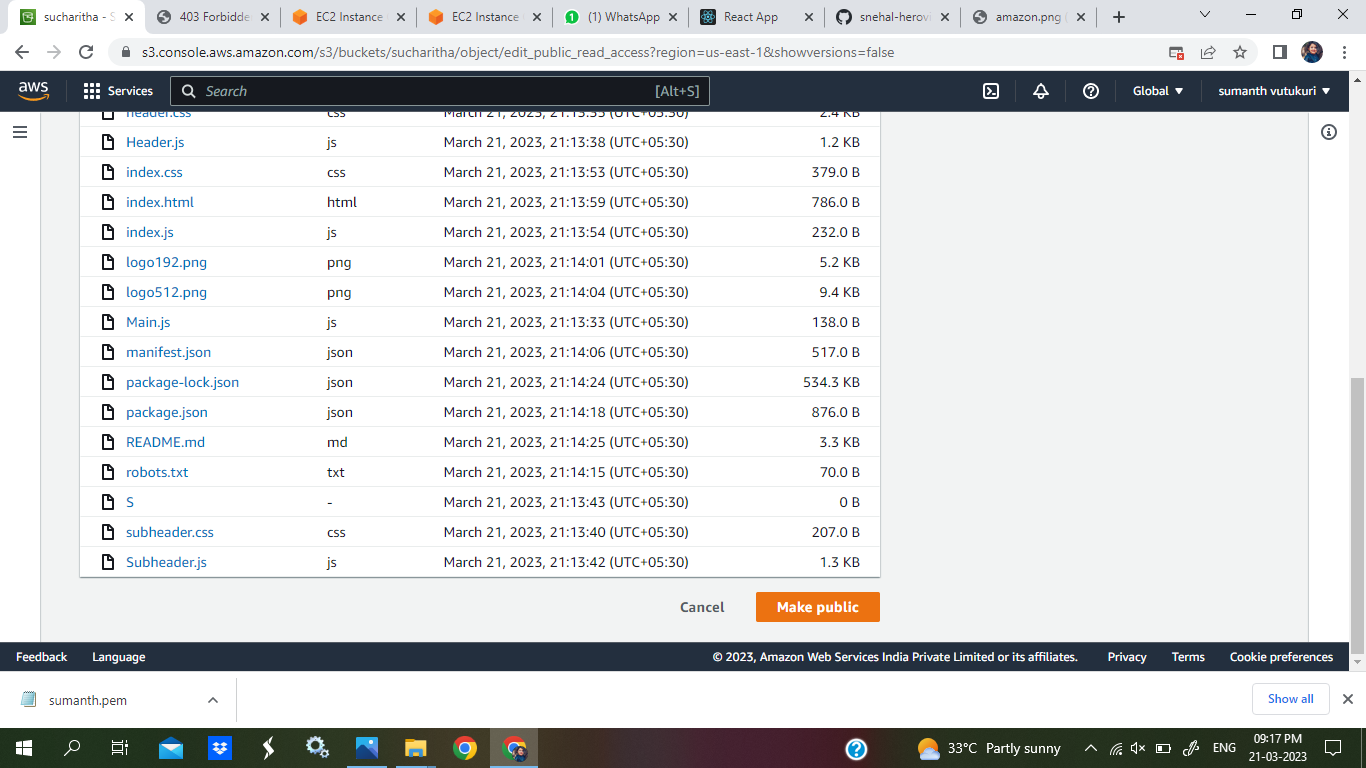 sucharitha - S
403 Forbidde
EC2 Instance
EC2 Instance
(1) WhatsApp
React App
snehal-herovi
amazon.png (
s3.console.aws.amazon.com/s3/buckets/sucharitha/object/edit_public_read_access?region=us-east-1&showversions=false
aws Services Search [Alt+S] Global sumanth vutukuri
header.css css March 21, 2023, 21:13:35 (UTC+05:30) 2.4 KB
Header.js js March 21, 2023, 21:13:38 (UTC+05:30) 1.2 KB
index.css css March 21, 2023, 21:13:53 (UTC+05:30) 379.0 B
index.html html March 21, 2023, 21:13:59 (UTC+05:30) 786.0 B
index.js js March 21, 2023, 21:13:54 (UTC+05:30) 232.0 B
logo192.png png March 21, 2023, 21:14:01 (UTC+05:30) 5.2 KB
logo512.png png March 21, 2023, 21:14:04 (UTC+05:30) 9.4 KB
Main.js js March 21, 2023, 21:13:33 (UTC+05:30) 138.0 B
manifest.json json March 21, 2023, 21:14:06 (UTC+05:30) 517.0 B
package-lock.json json March 21, 2023, 21:14:24 (UTC+05:30) 534.3 KB
package.json json March 21, 2023, 21:14:18 (UTC+05:30) 876.0 B
README.md md March 21, 2023, 21:14:25 (UTC+05:30) 3.3 KB
robots.txt txt March 21, 2023, 21:14:15 (UTC+05:30) 70.0 B
S - March 21, 2023, 21:13:43 (UTC+05:30) 0 B
subheader.css css March 21, 2023, 21:13:40 (UTC+05:30) 207.0 B
Subheader.js js March 21, 2023, 21:13:42 (UTC+05:30) 1.3 KB
Cancel Make public
Feedback Language © 2023, Amazon Web Services India Private Limited or its affiliates. Privacy Terms Cookie preferences
sumanth.pem Show all
33°C Partly sunny ENG 09:17 PM
21-03-2023